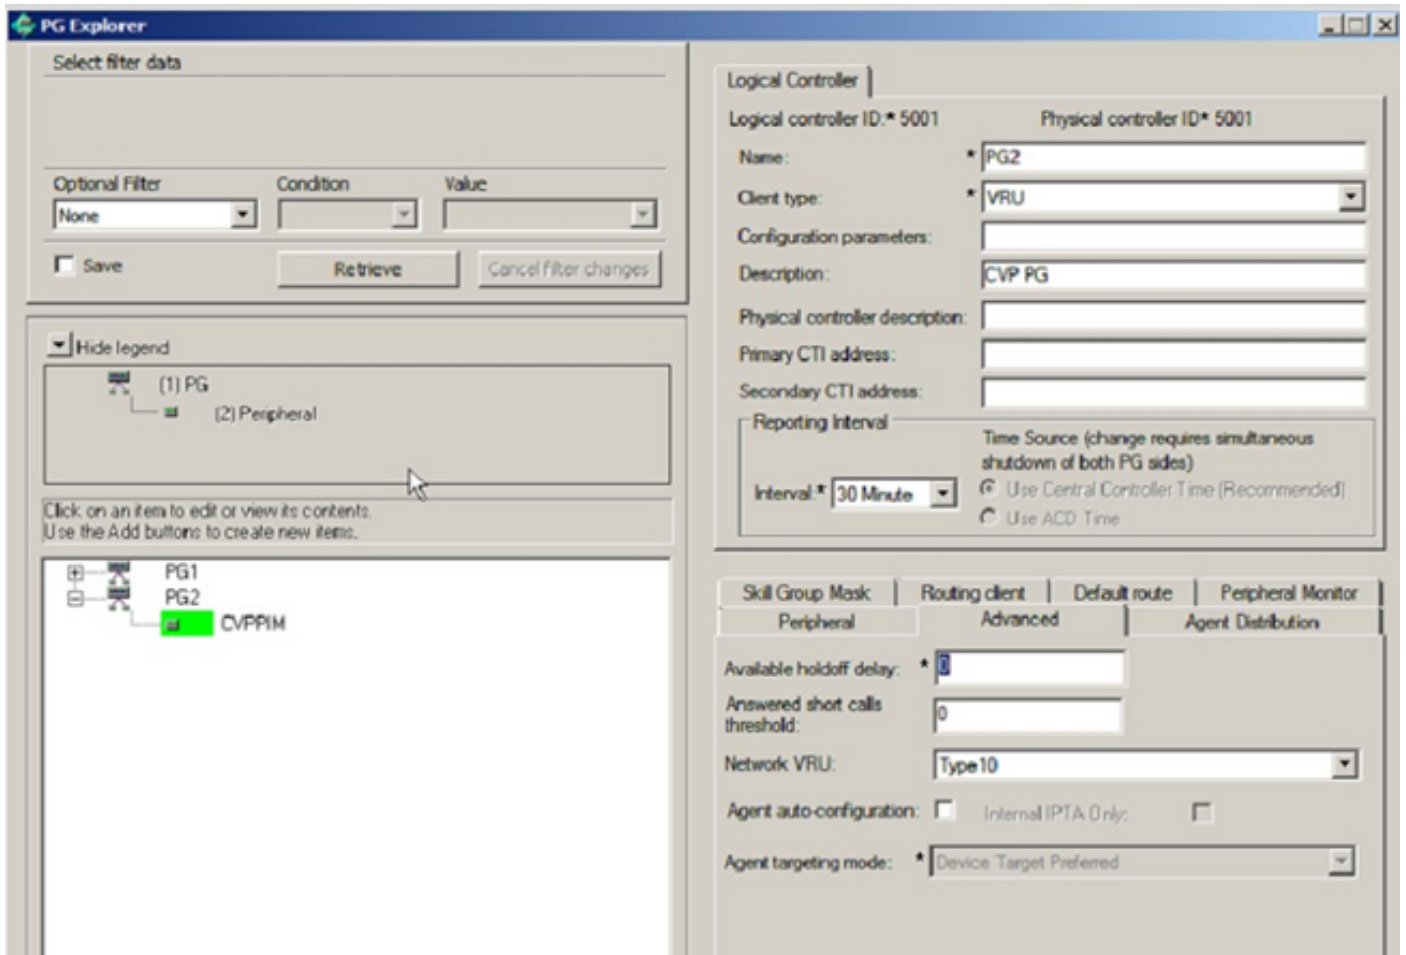 PG Explorer
Select filter data
Optional Filter Condition Value
None
Save Retrieve Cancel filter changes
Hide legend
(1) PG
(2) Peripheral
Click on an item to edit or view its contents.
Use the Add buttons to create new items.
PG1
PG2
CVPPIM
Logical Controller
Logical controller ID:* 5001 Physical controller ID* 5001
Name: * PG2
Client type: * VRU
Configuration parameters:
Description: CVP PG
Physical controller description:
Primary CTI address:
Secondary CTI address:
Reporting Interval
Time Source (change requires simultaneous
shutdown of both PG sides)
Interval:* 30 Minute
Use Central Controller Time (Recommended)
Use ACD Time
Skill Group Mask Routing client Default route Peripheral Monitor
Peripheral Advanced Agent Distribution
Available holdoff delay: * 0
Answered short calls
threshold: 0
Network VRU: Type10
Agent auto-configuration: Internal IPTA Only:
Agent targeting mode: * Device Target Preferred